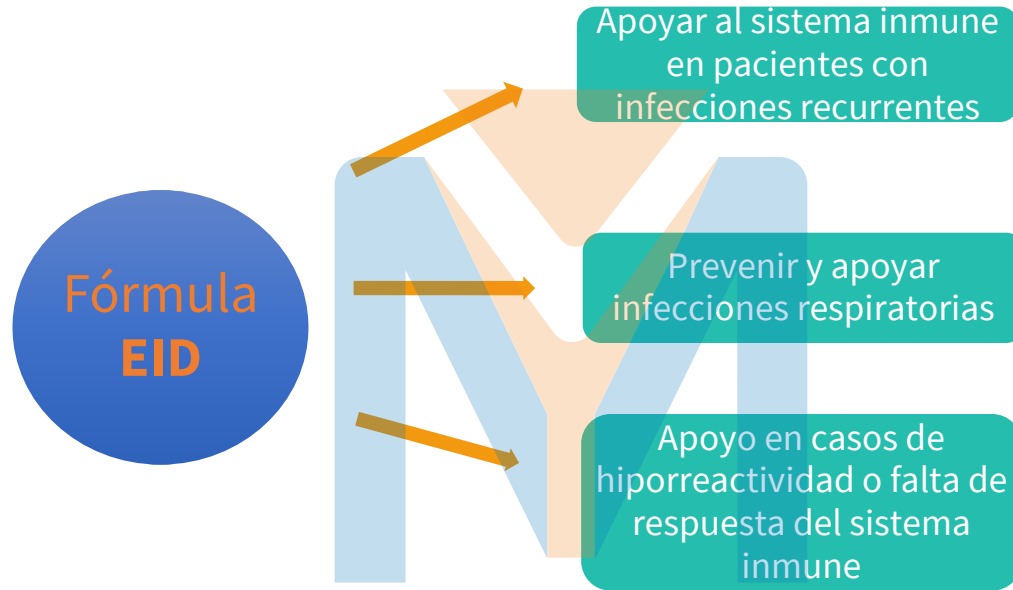 Fórmula
EID
Apoyar al sistema inmune
en pacientes con
infecciones recurrentes
Prevenir y apoyar
infecciones respiratorias
Apoyo en casos de
hiporreactividad o falta de
respuesta del sistema
inmune